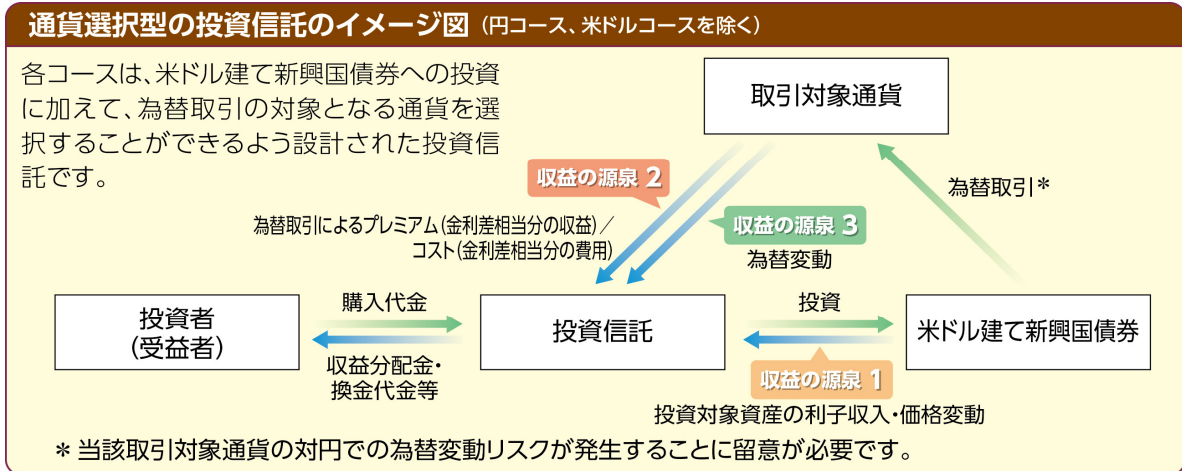 通貨選択型の投資信託のイメージ図 (円コース、米ドルコースを除く)
各コースは、米ドル建て新興国債券への投資
に加えて、為替取引の対象となる通貨を選
択することができるよう設計された投資信
託です。
取引対象通貨
収益の源泉 2
為替取引*
為替取引によるプレミアム(金利差相当分の収益)/
コスト(金利差相当分の費用)
収益の源泉 3
為替変動
投資者
(受益者)
購入代金
収益分配金・
換金代金等
投資信託
投資
収益の源泉 1
投資対象資産の利子収入・価格変動
米ドル建て新興国債券
* 当該取引対象通貨の対円での為替変動リスクが発生することに留意が必要です。